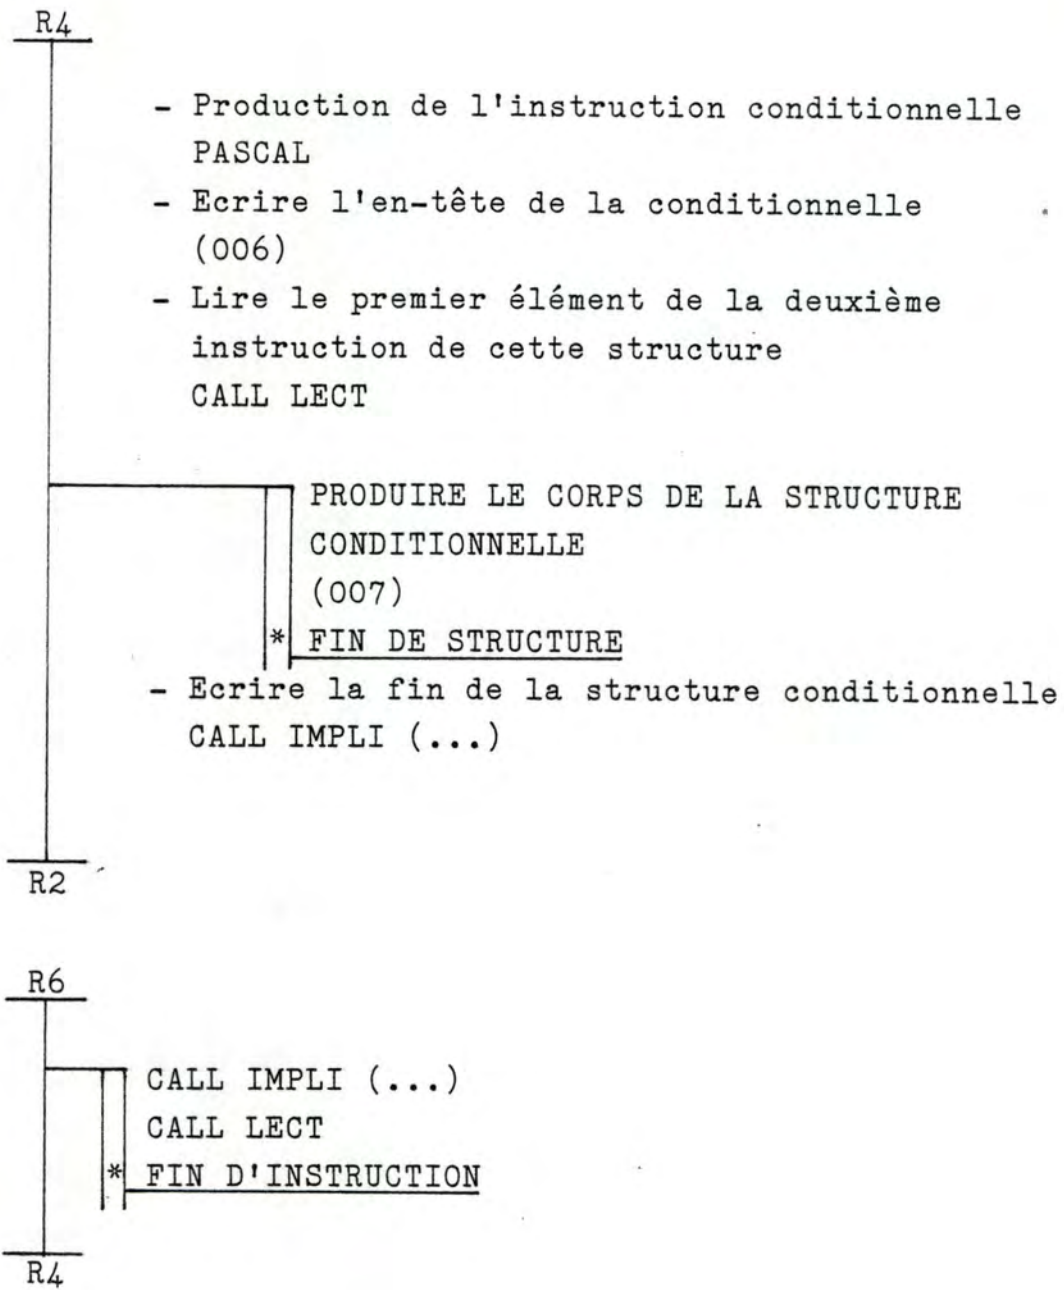 R4
- Production de l'instruction conditionnelle
PASCAL
- Ecrire l'en-tête de la conditionnelle
(006)
- Lire le premier élément de la deuxième
instruction de cette structure
CALL LECT
PRODUIRE LE CORPS DE LA STRUCTURE
CONDITIONNELLE
(007)
* FIN DE STRUCTURE
- Ecrire la fin de la structure conditionnelle
CALL IMPLI (...)
R2
R6
CALL IMPLI (...)
CALL LECT
* FIN D'INSTRUCTION
R4